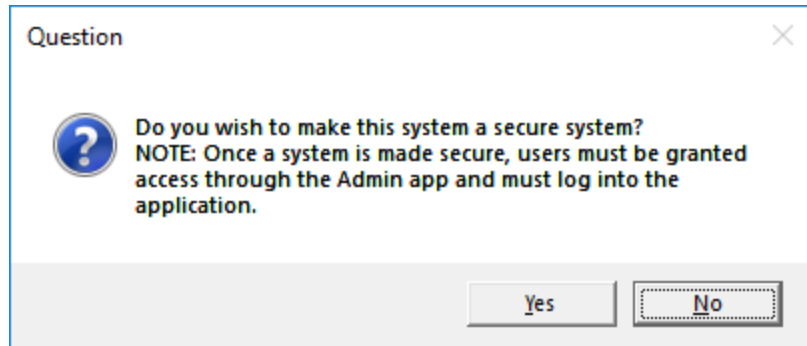 Question
Do you wish to make this system a secure system?
NOTE: Once a system is made secure, users must be granted
access through the Admin app and must log into the
application.
Yes
No